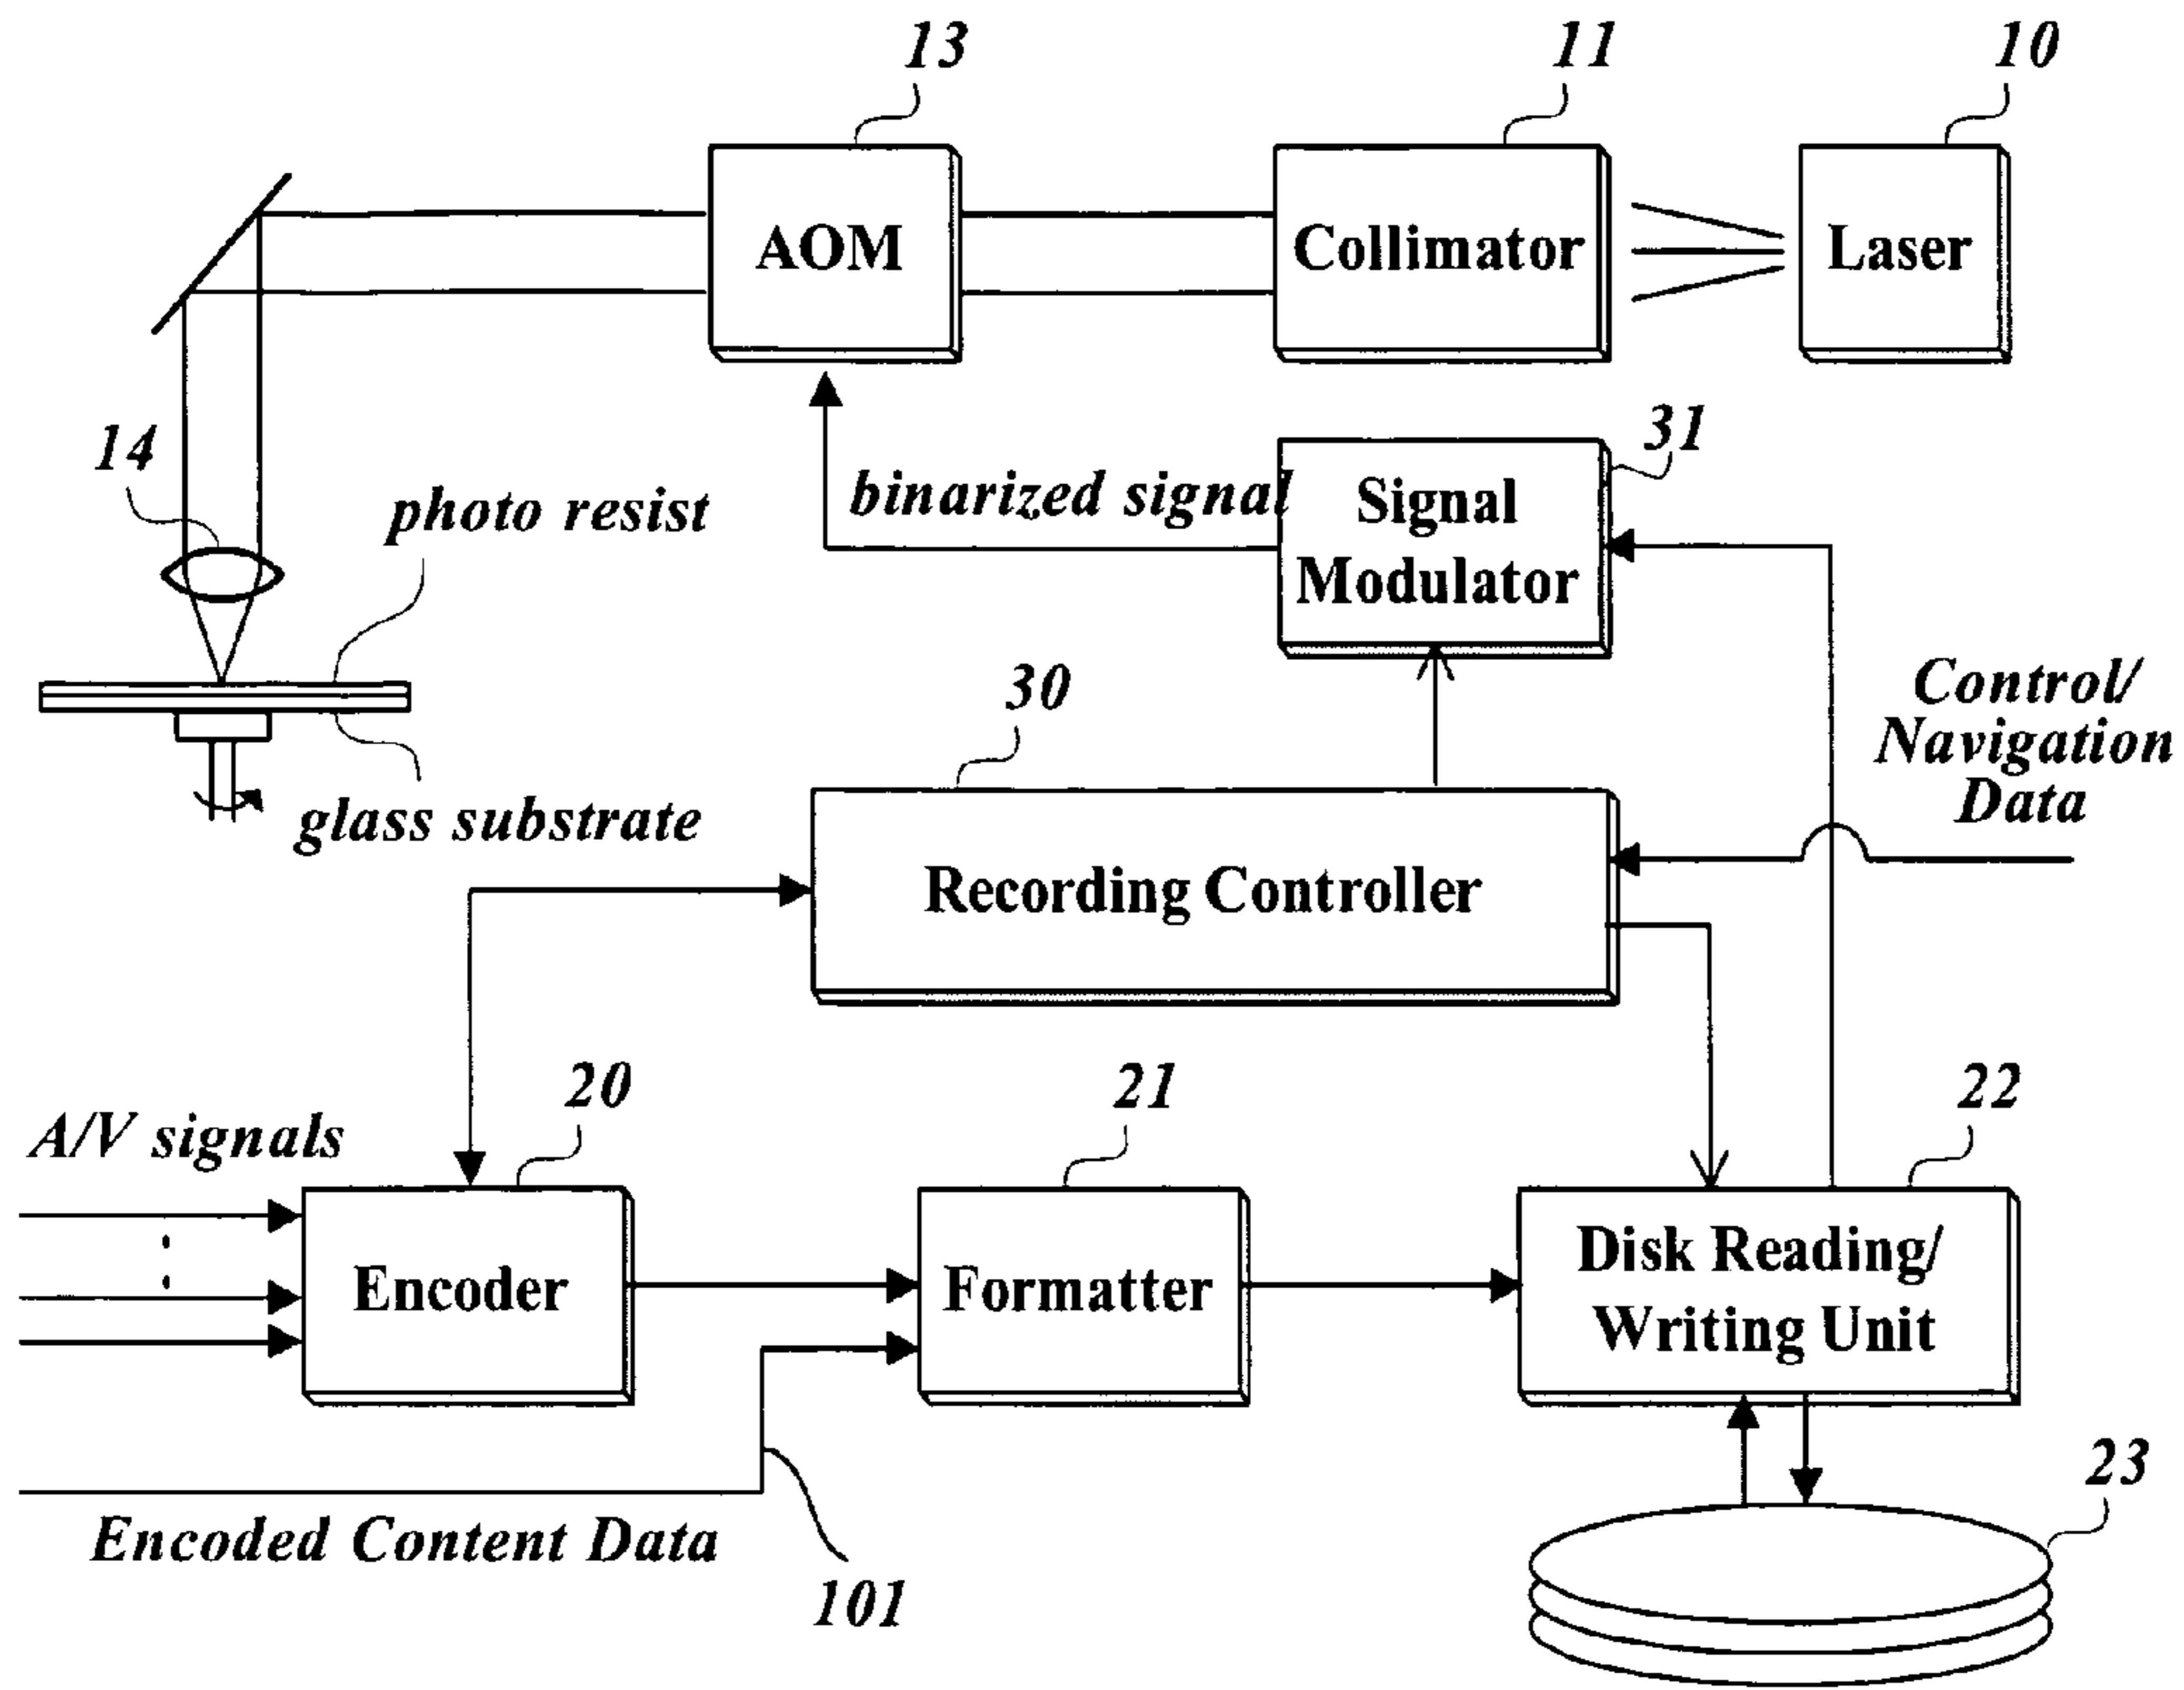 13
11
10
AOM
Collimator
Laser
14
photo resist
binarized signal
31
Signal
Modulator
30
Control/
Navigation
Data
glass substrate
Recording Controller
A/V signals
20
21
22
Encoder
Formatter
Disk Reading/
Writing Unit
23
Encoded Content Data
101